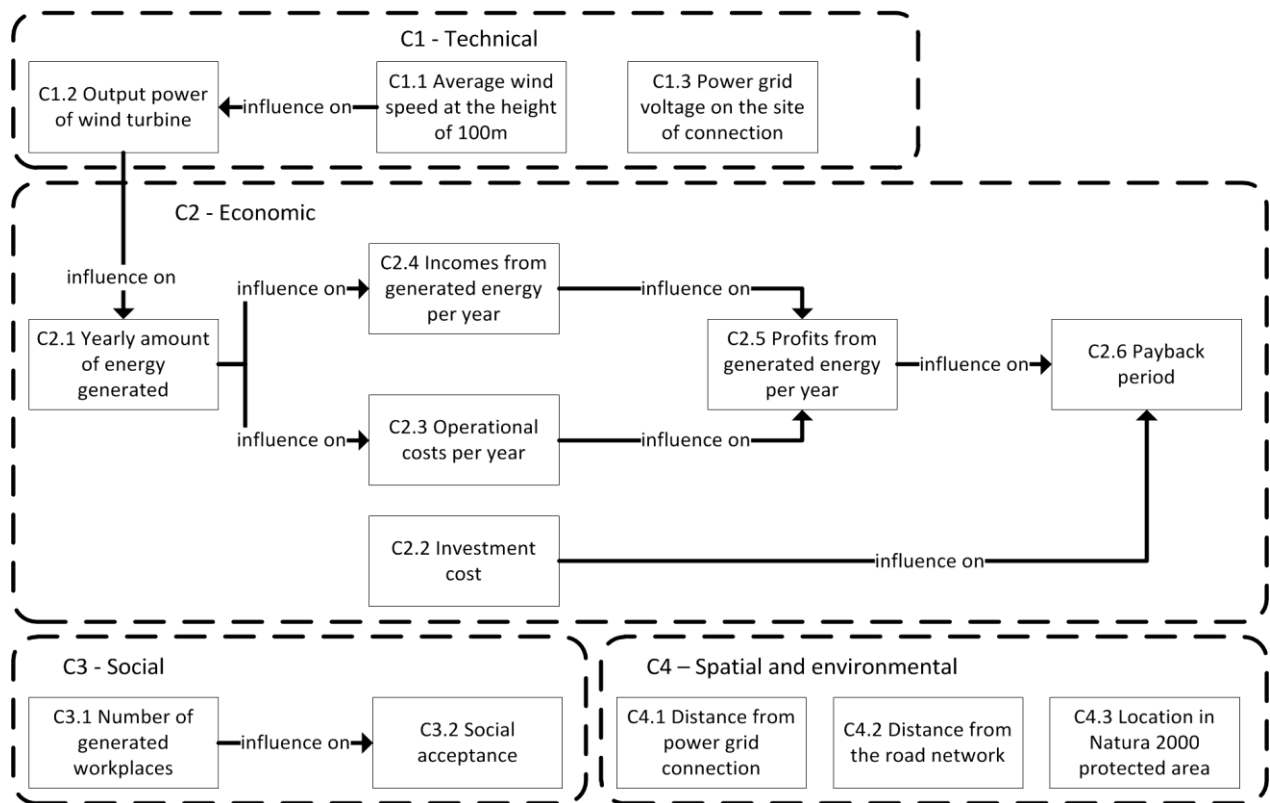 C1 - Technical
C1.2 Output power
of wind turbine
influence on
C1.1 Average wind
speed at the height
of 100m
C1.3 Power grid
voltage on the site
of connection
C2 - Economic
influence on
C2.1 Yearly amount
of energy
generated
influence on
C2.4 Incomes from
generated energy
per year
influence on
influence on
C2.3 Operational
costs per year
influence on
C2.5 Profits from
generated energy
per year
influence on
C2.6 Payback
period
C2.2 Investment
cost
influence on
C3 - Social
C3.1 Number of
generated
workplaces
influence on
C3.2 Social
acceptance
C4 – Spatial and environmental
C4.1 Distance from
power grid
connection
C4.2 Distance from
the road network
C4.3 Location in
Natura 2000
protected area